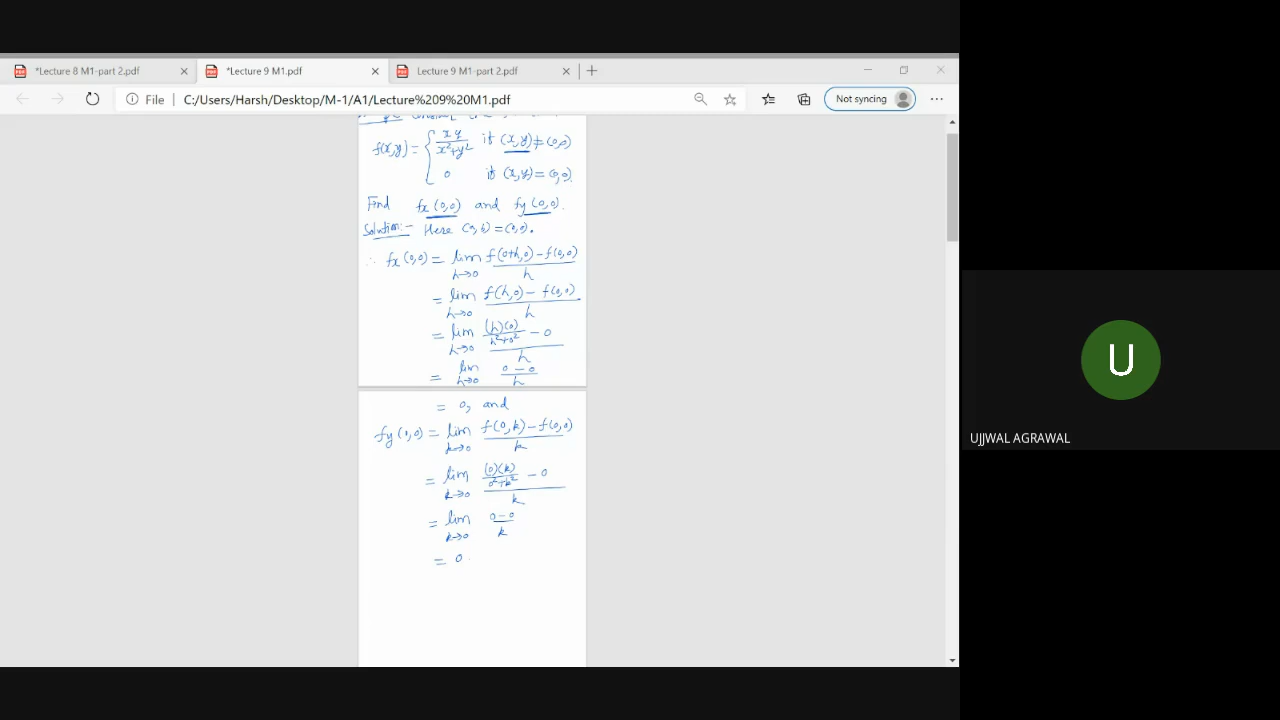 *Lecture 8 M1-part 2.pdf
*Lecture 9 M1.pdf
Lecture 9 M1-part 2.pdf
File | C:/Users/Harsh/Desktop/M-1/A1/Lecture%209%20M1.pdf
Not syncing
f(x,y) = { xy/(x²+y²) if (x,y)≠(0,0)
0 if (x,y) = (0,0).
Find fx(0,0) and fy(0,0).
Solution:- Here (a,b) = (0,0).
∴ fx(0,0) = lim h→0 (f(0+h,0) - f(0,0))/h
= lim h→0 (f(h,0) - f(0,0))/h
= lim h→0 ((h)(0)/(h²+0²) - 0)/h
= lim h→0 (0-0)/h
= 0, and
fy(0,0) = lim k→0 (f(0,k) - f(0,0))/k
= lim k→0 ((0)(k)/(0²+k²) - 0)/k
= lim k→0 (0-0)/k
= 0.
U
UJJWAL AGRAWAL